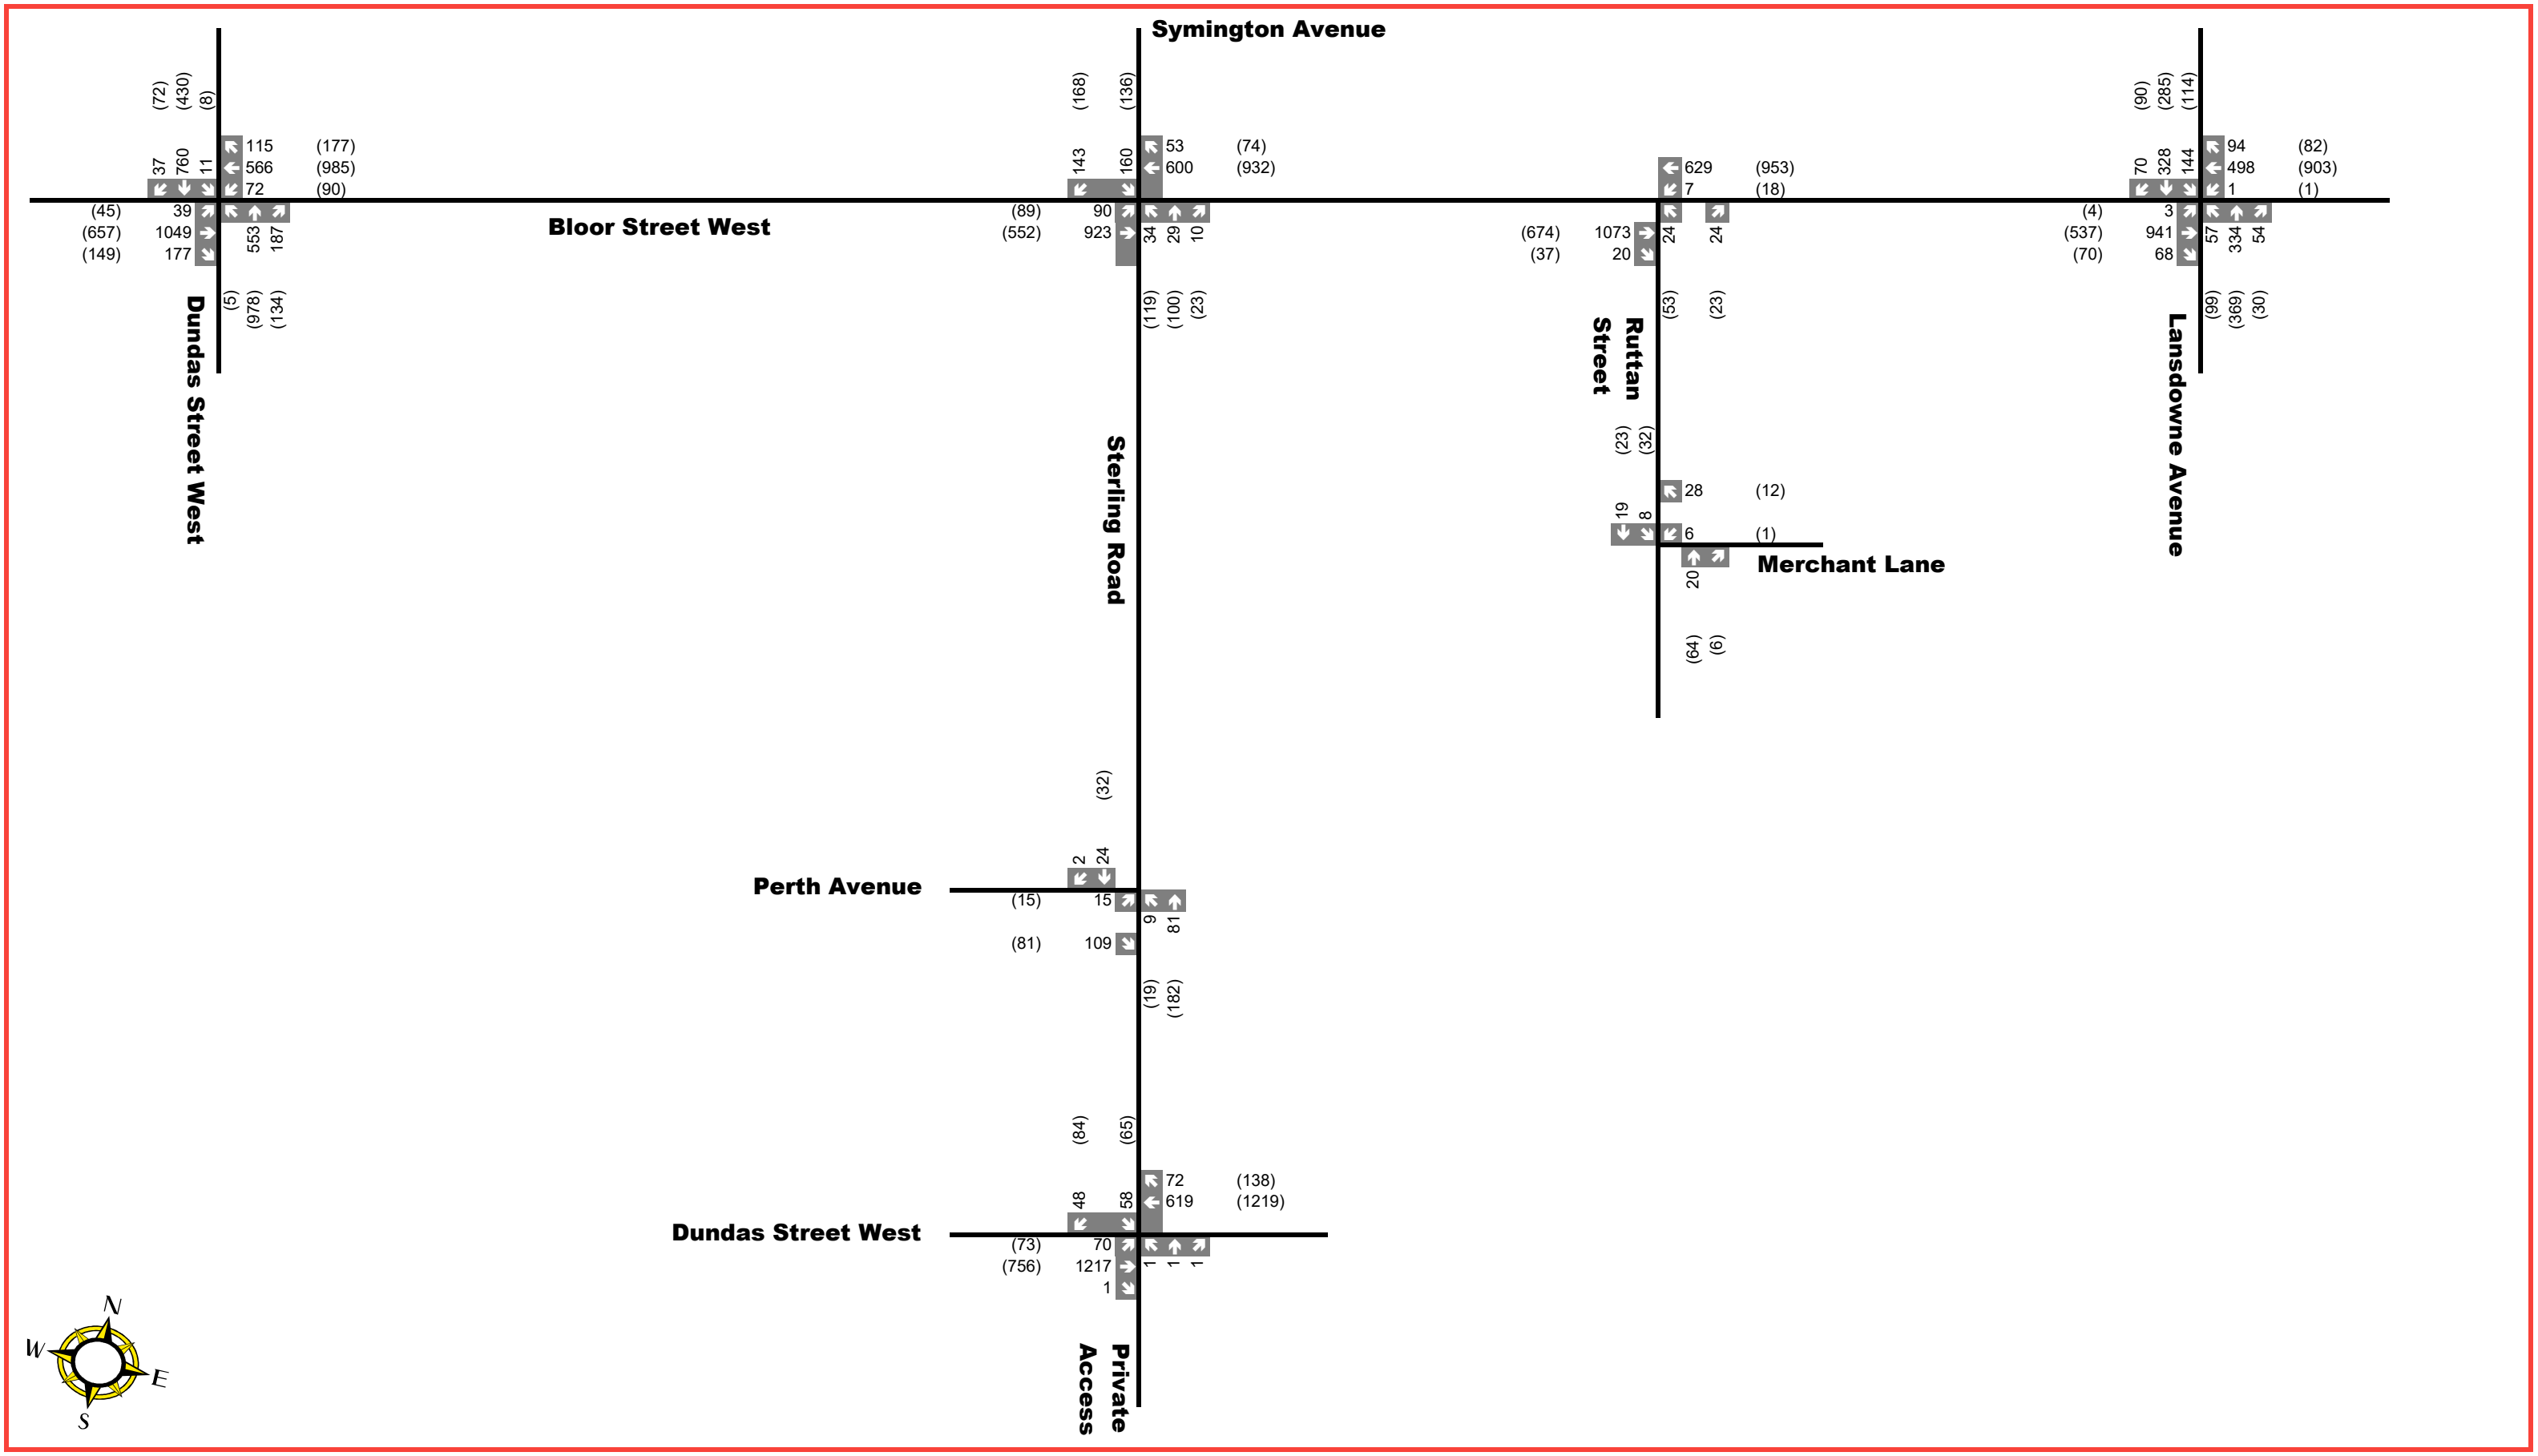 Symington Avenue
(72) (430) (8)
(168) (136)
(90) (285) (114)
37 760 11
115 (177)
566 (985)
72 (90)
143 160
53 (74)
600 (932)
629 (953)
7 (18)
70 328 144
94 (82)
498 (903)
1 (1)
(45) 39
(657) 1049
(149) 177
553 187
(5) (978) (134)
Bloor Street West
(89) 90
(552) 923
34 29 10
(119) (100) (23)
(674) 1073
(37) 20
24 24
(53) (23)
(4) 3
(537) 941
(70) 68
57 334 54
(99) (369) (30)
Dundas Street West
Sterling Road
Ruttan
Street
Lansdowne Avenue
(23) (32)
28 (12)
19 8
6 (1)
Merchant Lane
20
(64) (6)
(32)
2 24
Perth Avenue
(15) 15
9 81
(81) 109
(19) (182)
(84) (65)
48 58
72 (138)
619 (1219)
Dundas Street West
(73) 70
(756) 1217
1
1 1 1
Private
Access
N
W
E
S